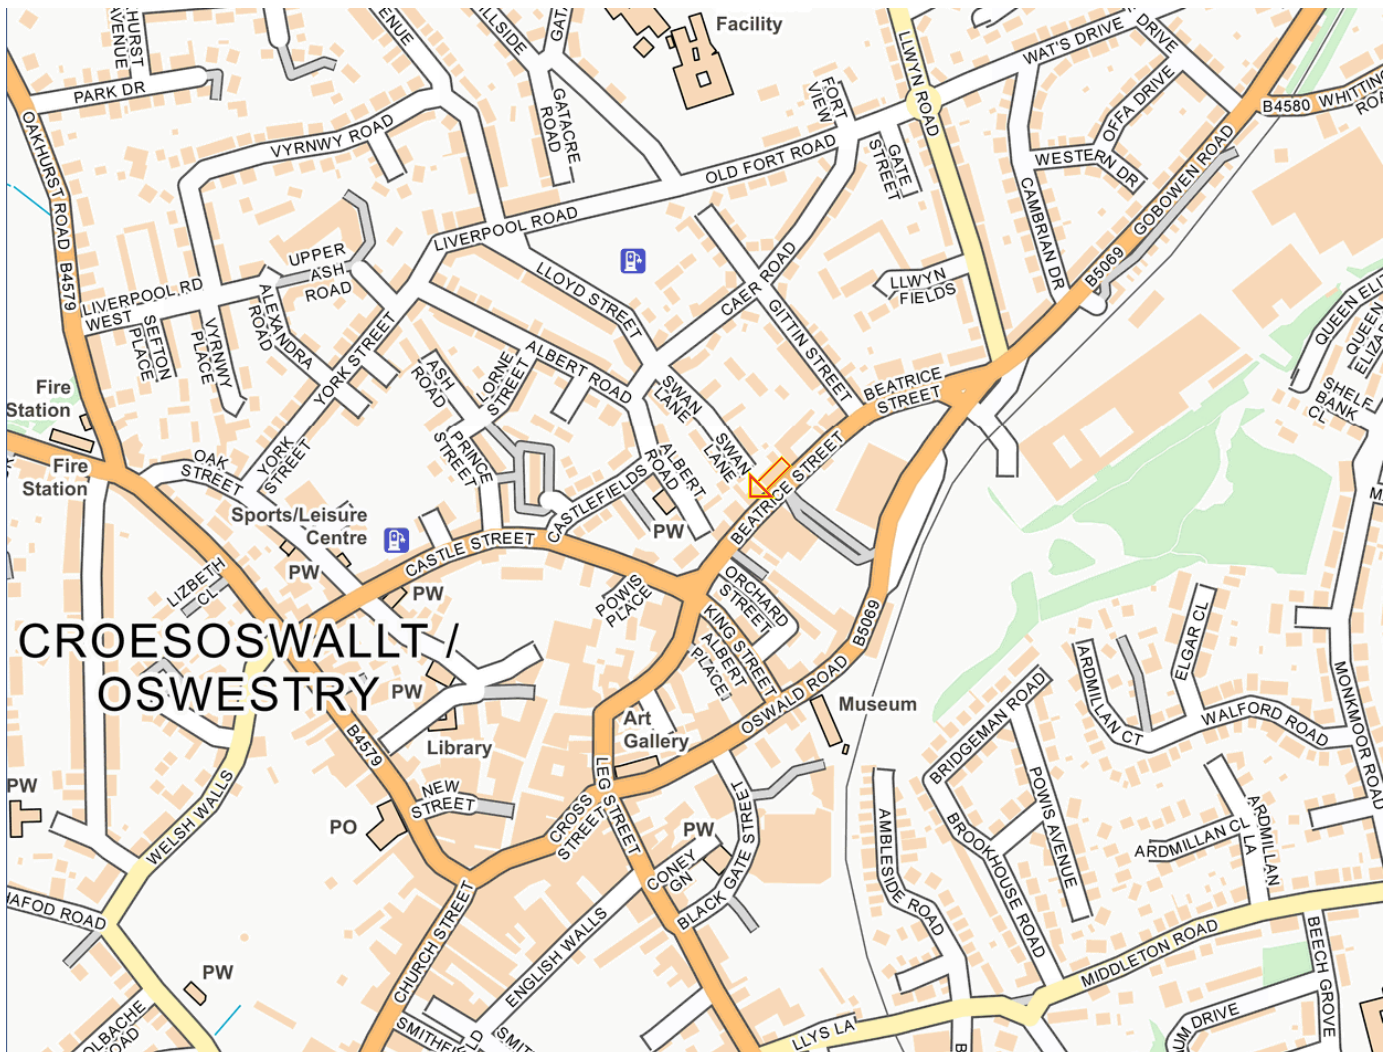 Facility
PARK DR
VYRNWY ROAD
GATACRE
ROAD
FORT
VIEW
LLWYN ROAD
WAT'S DRIVE
DRIVE
OFFA DRIVE
WESTERN DR
B4580
GATE
STREET
OLD FORT ROAD
CAMBRIAN DR
GOBOWEN ROAD
B5069
OAKHURST ROAD
B4579
LIVERPOOL ROAD
UPPER
ASH
ROAD
LIVERPOOL RD
WEST
SEFTON
PLACE
VYRNWY
PLACE
ALEXANDRA
ROAD
YORK STREET
LLOYD STREET
CAER ROAD
GITTIN STREET
LLWYN
FIELDS
BEATRICE
STREET
QUEEN
SHELF
BANK
CL
Fire
Station
Fire
Station
OAK
STREET
YORK
STREET
ASH
ROAD
LORNE
STREET
ALBERT ROAD
PRINCE
STREET
SWAN
LANE
SWAN
LANE
ALBERT
ROAD
CASTLEFIELDS
BEATRICE STREET
PW
Sports/Leisure
Centre
PW
CASTLE STREET
PW
LIZBETH
CL
POWIS
PLACE
ORCHARD
STREET
KING STREET
ALBERT
PLACE
B5069
OSWALD ROAD
CROESOSWALLT /
OSWESTRY
PW
Library
Art
Gallery
Museum
B4579
NEW
STREET
PO
PW
WELSH WALLS
LEG STREET
CROSS
STREET
PW
CONEY
GN
BLACK GATE STREET
ENGLISH WALLS
CHURCH STREET
PW
ELGAR CL
ARDMILLAN CT
WALFORD ROAD
MONKMOOR ROAD
BRIDGEMAN ROAD
POWIS AVENUE
BROOKHOUSE ROAD
AMBLESIDE ROAD
ARDMILLAN CL
ARDMILLAN
LA
MIDDLETON ROAD
BEECH GROVE
LLYS LA